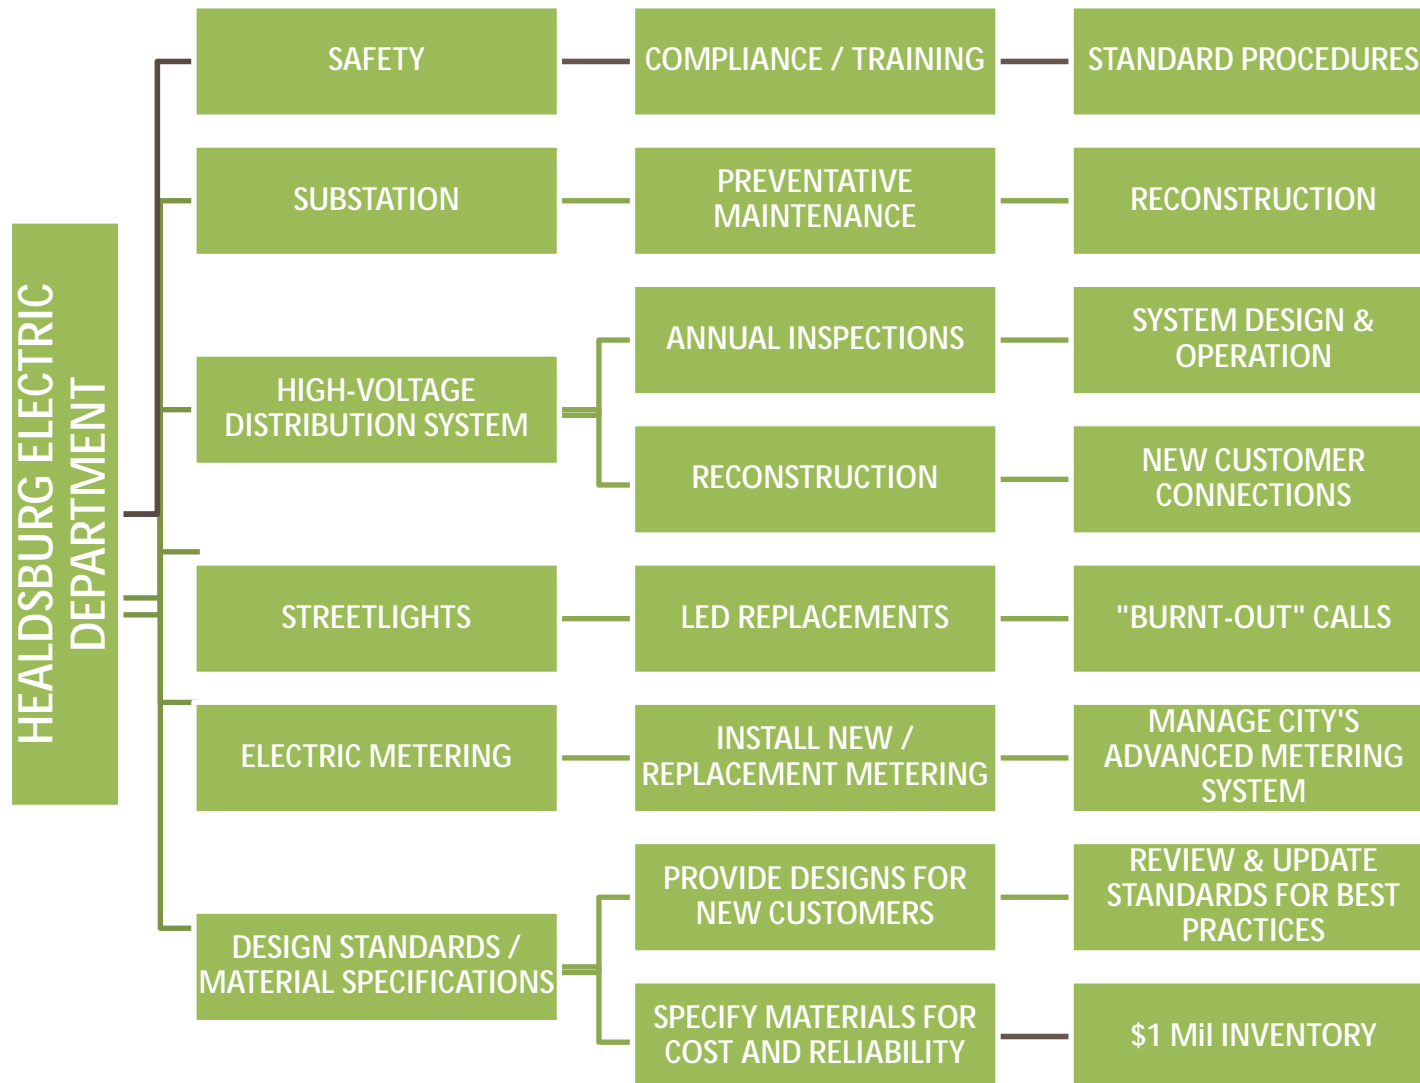 HEALDSBURG ELECTRIC
DEPARTMENT
SAFETY
COMPLIANCE / TRAINING
STANDARD PROCEDURES
SUBSTATION
PREVENTATIVE
MAINTENANCE
RECONSTRUCTION
HIGH-VOLTAGE
DISTRIBUTION SYSTEM
ANNUAL INSPECTIONS
SYSTEM DESIGN &
OPERATION
RECONSTRUCTION
NEW CUSTOMER
CONNECTIONS
STREETLIGHTS
LED REPLACEMENTS
"BURNT-OUT" CALLS
ELECTRIC METERING
INSTALL NEW /
REPLACEMENT METERING
MANAGE CITY'S
ADVANCED METERING
SYSTEM
DESIGN STANDARDS /
MATERIAL SPECIFICATIONS
PROVIDE DESIGNS FOR
NEW CUSTOMERS
REVIEW & UPDATE
STANDARDS FOR BEST
PRACTICES
SPECIFY MATERIALS FOR
COST AND RELIABILITY
$1 Mil INVENTORY